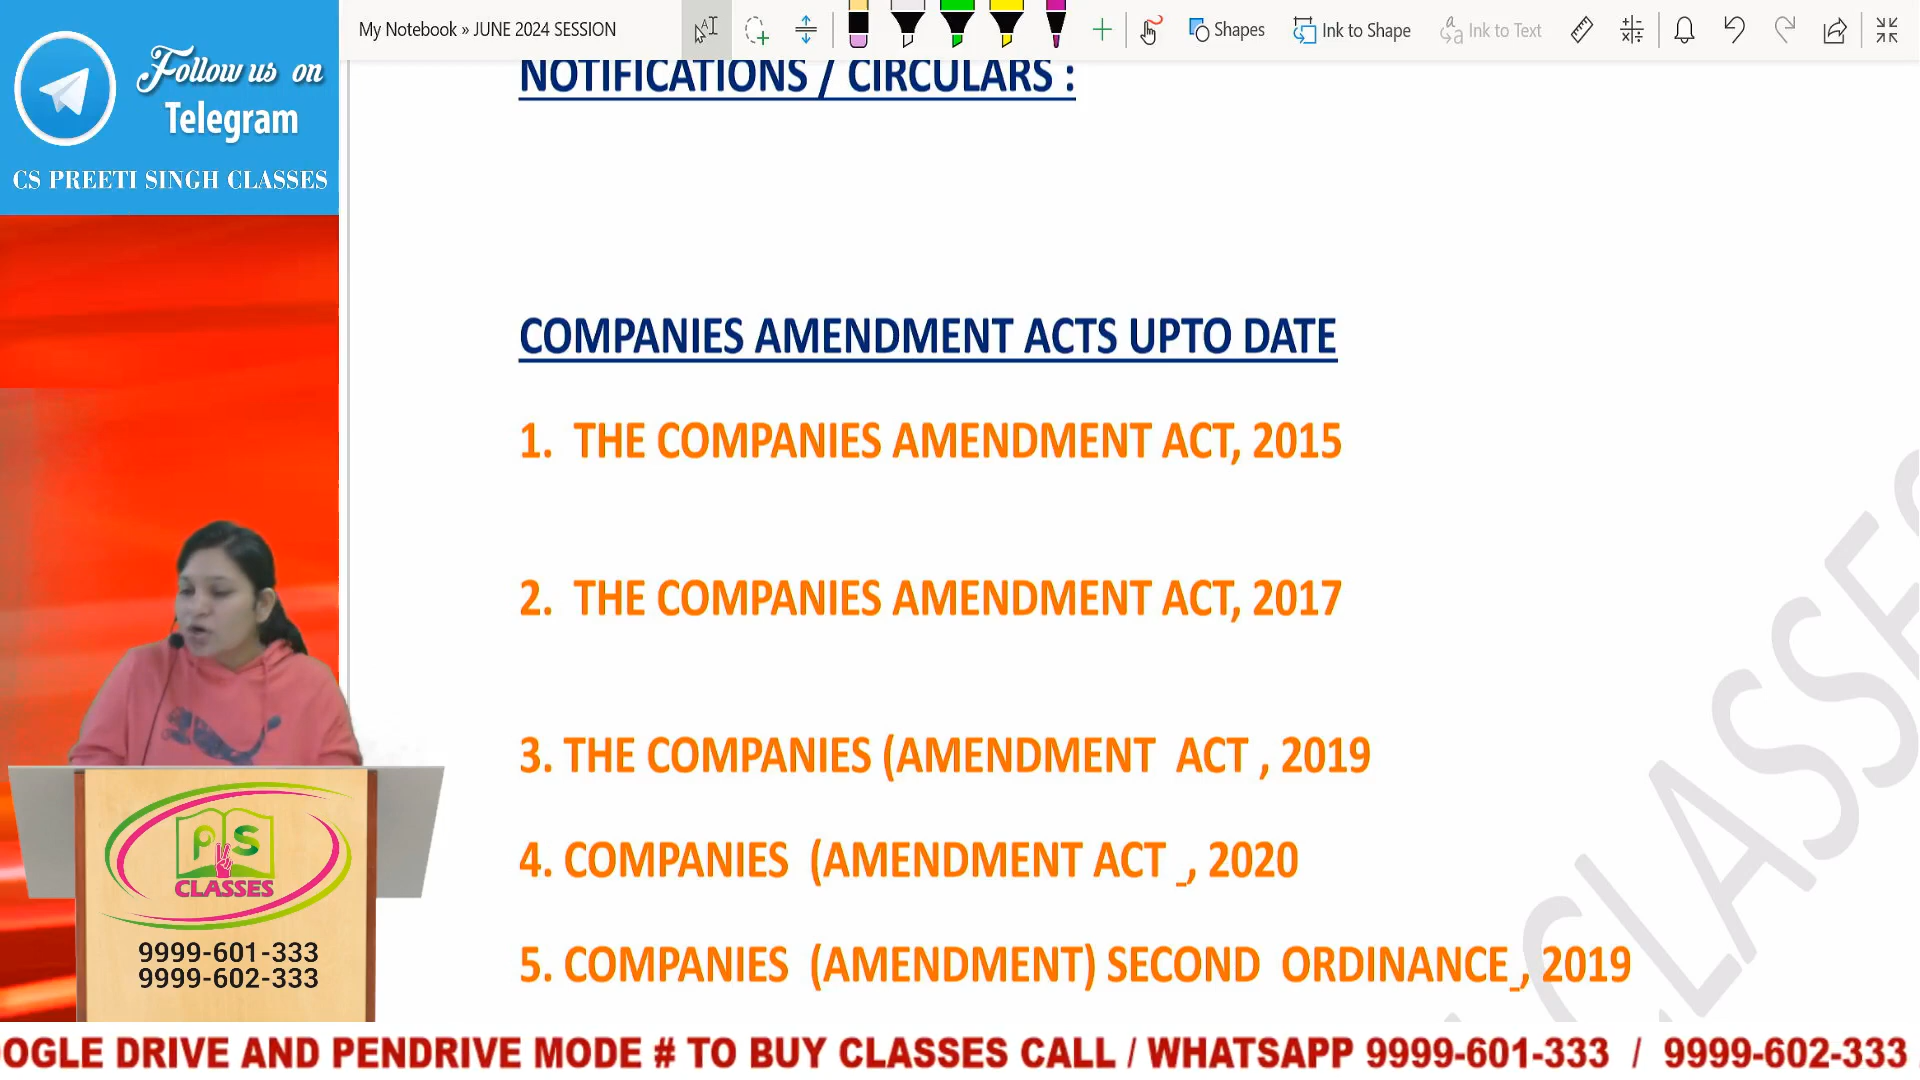 Follow us on
Telegram
CS PREETI SINGH CLASSES
My Notebook » JUNE 2024 SESSION
Shapes
Ink to Shape
Ink to Text
NOTIFICATIONS / CIRCULARS :
COMPANIES AMENDMENT ACTS UPTO DATE
1. THE COMPANIES AMENDMENT ACT, 2015
2. THE COMPANIES AMENDMENT ACT, 2017
3. THE COMPANIES (AMENDMENT ACT , 2019
4. COMPANIES (AMENDMENT ACT _, 2020
5. COMPANIES (AMENDMENT) SECOND ORDINANCE_, 2019
CLASSES
PS
CLASSES
9999-601-333
9999-602-333
OOGLE DRIVE AND PENDRIVE MODE # TO BUY CLASSES CALL / WHATSAPP 9999-601-333 / 9999-602-333